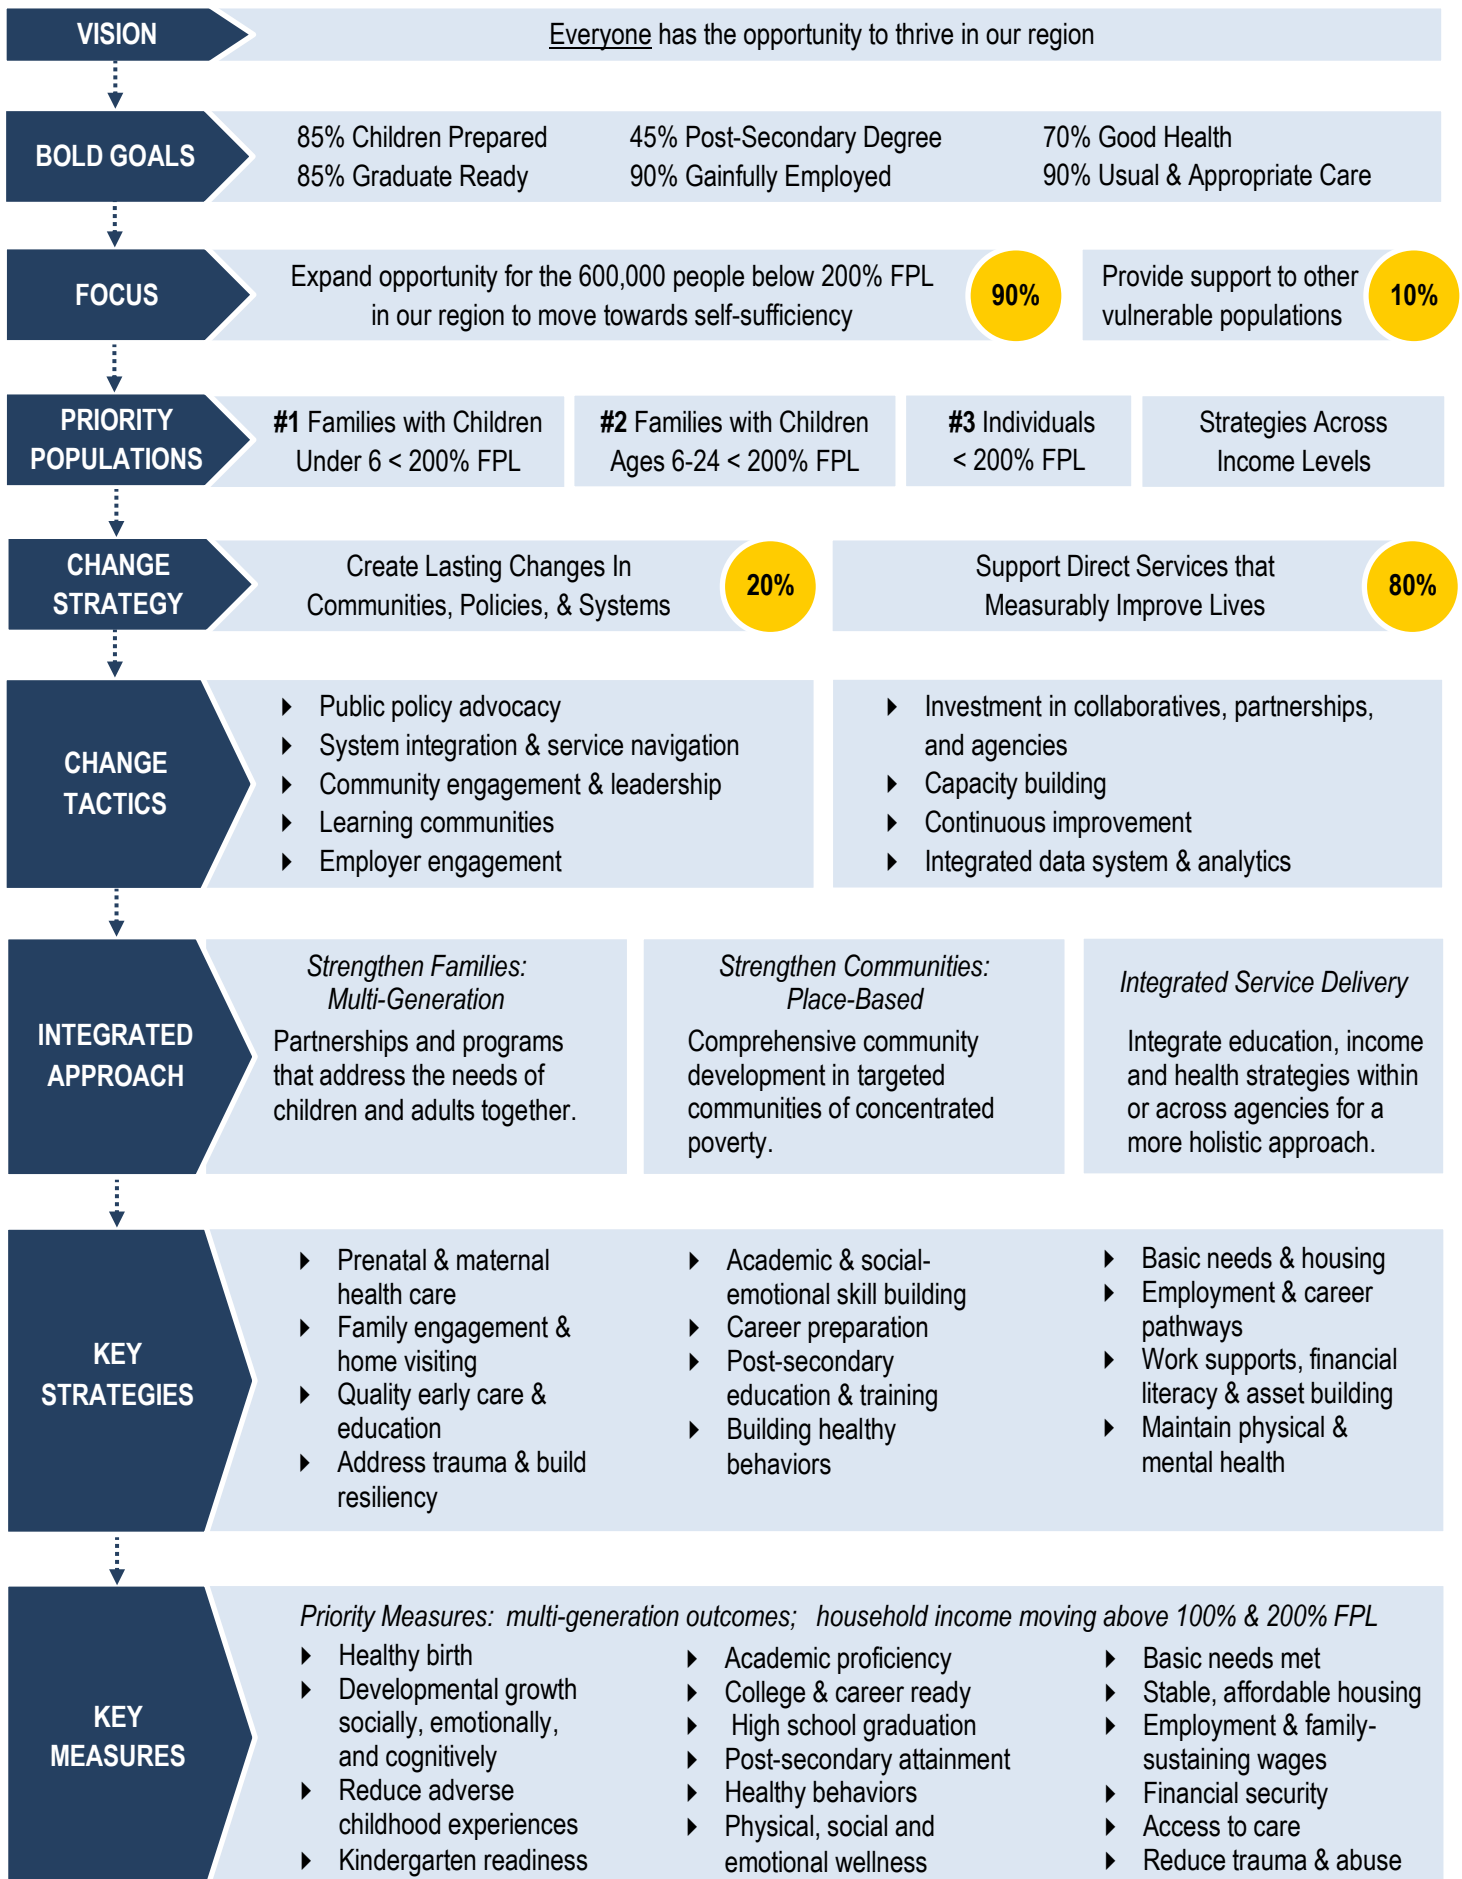 VISION
Everyone has the opportunity to thrive in our region
BOLD GOALS
85% Children Prepared
85% Graduate Ready
45% Post-Secondary Degree
90% Gainfully Employed
70% Good Health
90% Usual & Appropriate Care
FOCUS
Expand opportunity for the 600,000 people below 200% FPL
in our region to move towards self-sufficiency
90%
Provide support to other
vulnerable populations
10%
PRIORITY
POPULATIONS
#1 Families with Children
Under 6 < 200% FPL
#2 Families with Children
Ages 6-24 < 200% FPL
#3 Individuals
< 200% FPL
Strategies Across
Income Levels
CHANGE
STRATEGY
Create Lasting Changes In
Communities, Policies, & Systems
20%
Support Direct Services that
Measurably Improve Lives
80%
CHANGE
TACTICS
Public policy advocacy
System integration & service navigation
Community engagement & leadership
Learning communities
Employer engagement
Investment in collaboratives, partnerships,
and agencies
Capacity building
Continuous improvement
Integrated data system & analytics
INTEGRATED
APPROACH
Strengthen Families:
Multi-Generation
Partnerships and programs
that address the needs of
children and adults together.
Strengthen Communities:
Place-Based
Comprehensive community
development in targeted
communities of concentrated
poverty.
Integrated Service Delivery
Integrate education, income
and health strategies within
or across agencies for a
more holistic approach.
KEY
STRATEGIES
Prenatal & maternal
health care
Family engagement &
home visiting
Quality early care &
education
Address trauma & build
resiliency
Academic & social-
emotional skill building
Career preparation
Post-secondary
education & training
Building healthy
behaviors
Basic needs & housing
Employment & career
pathways
Work supports, financial
literacy & asset building
Maintain physical &
mental health
KEY
MEASURES
Priority Measures: multi-generation outcomes; household income moving above 100% & 200% FPL
Healthy birth
Developmental growth
socially, emotionally,
and cognitively
Reduce adverse
childhood experiences
Kindergarten readiness
Academic proficiency
College & career ready
High school graduation
Post-secondary attainment
Healthy behaviors
Physical, social and
emotional wellness
Basic needs met
Stable, affordable housing
Employment & family-
sustaining wages
Financial security
Access to care
Reduce trauma & abuse